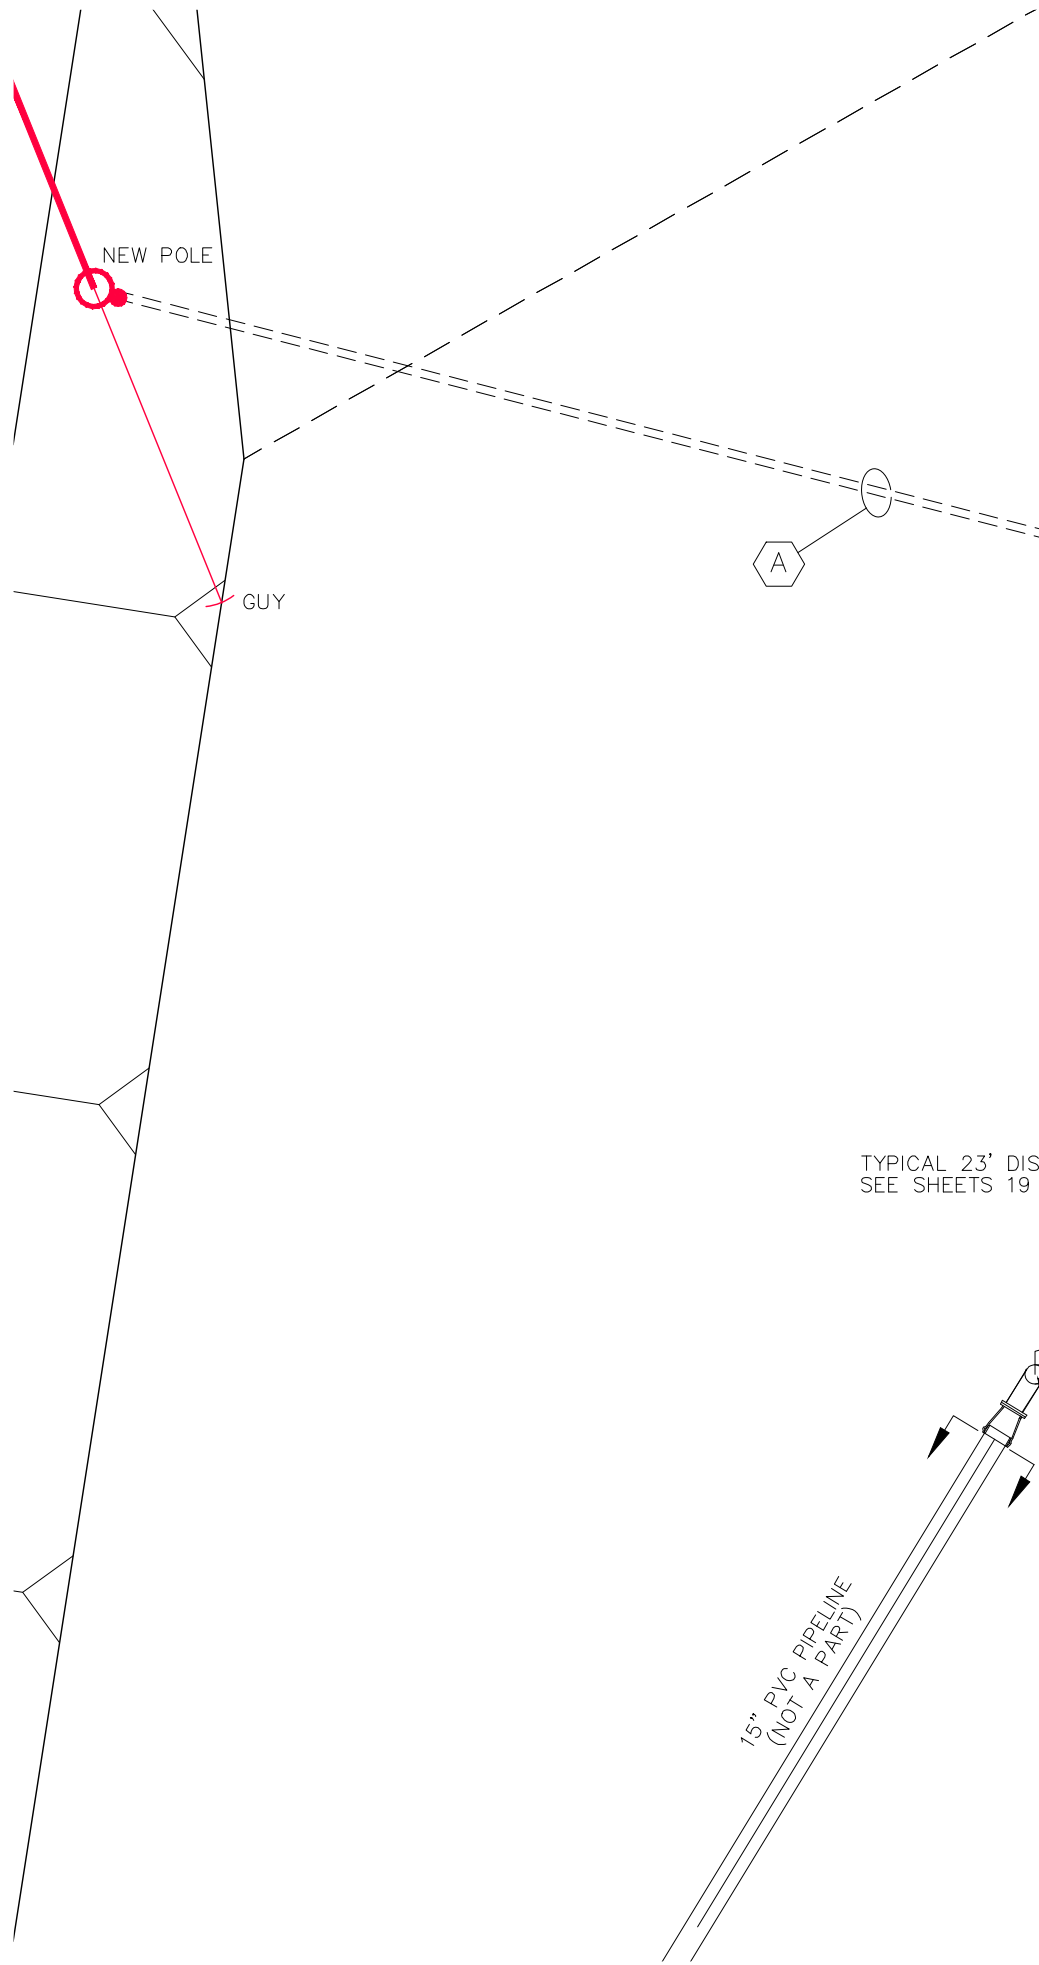 NEW POLE
A
GUY
TYPICAL 23' DIS
SEE SHEETS 19
15" PVC PIPELINE
(NOT A PART)